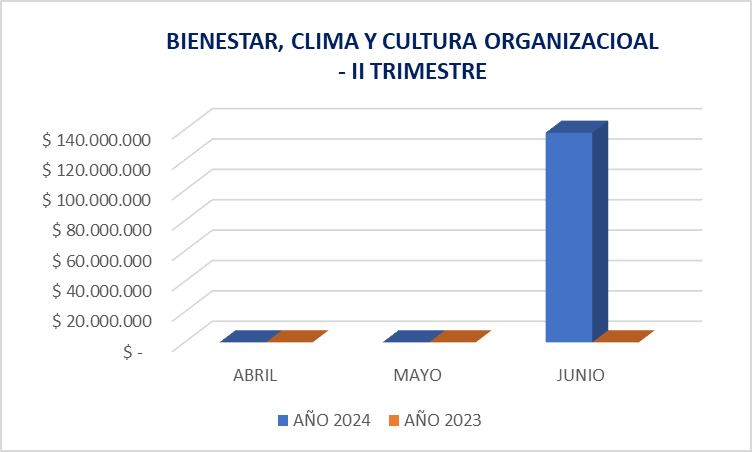 BIENESTAR, CLIMA Y CULTURA ORGANIZACIOAL
- II TRIMESTRE
$ 140.000.000
$ 120.000.000
$ 100.000.000
$ 80.000.000
$ 60.000.000
$ 40.000.000
$ 20.000.000
$ -
ABRIL MAYO JUNIO
AÑO 2024 AÑO 2023